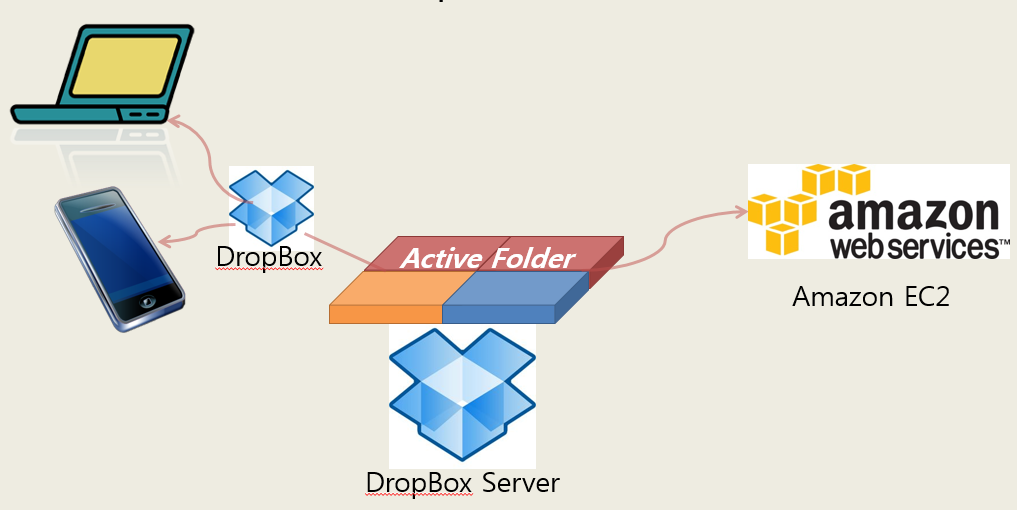 DropBox
Active Folder
amazon
web services™
Amazon EC2
DropBox Server